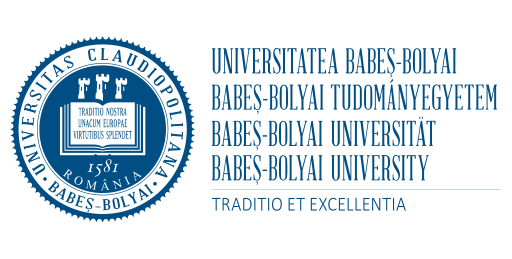 UNIVERSITAS CLAUDIOPOLITANA
TRADITIO NOSTRA
UNACUM EUROPAE
VIRTUTIBUS SPLENDET
1581
ROMÂNIA
· BABEȘ-BOLYAI ·
UNIVERSITATEA BABEȘ-BOLYAI
BABEȘ-BOLYAI TUDOMÁNYEGYETEM
BABEȘ-BOLYAI UNIVERSITÄT
BABEȘ-BOLYAI UNIVERSITY
TRADITIO ET EXCELLENTIA